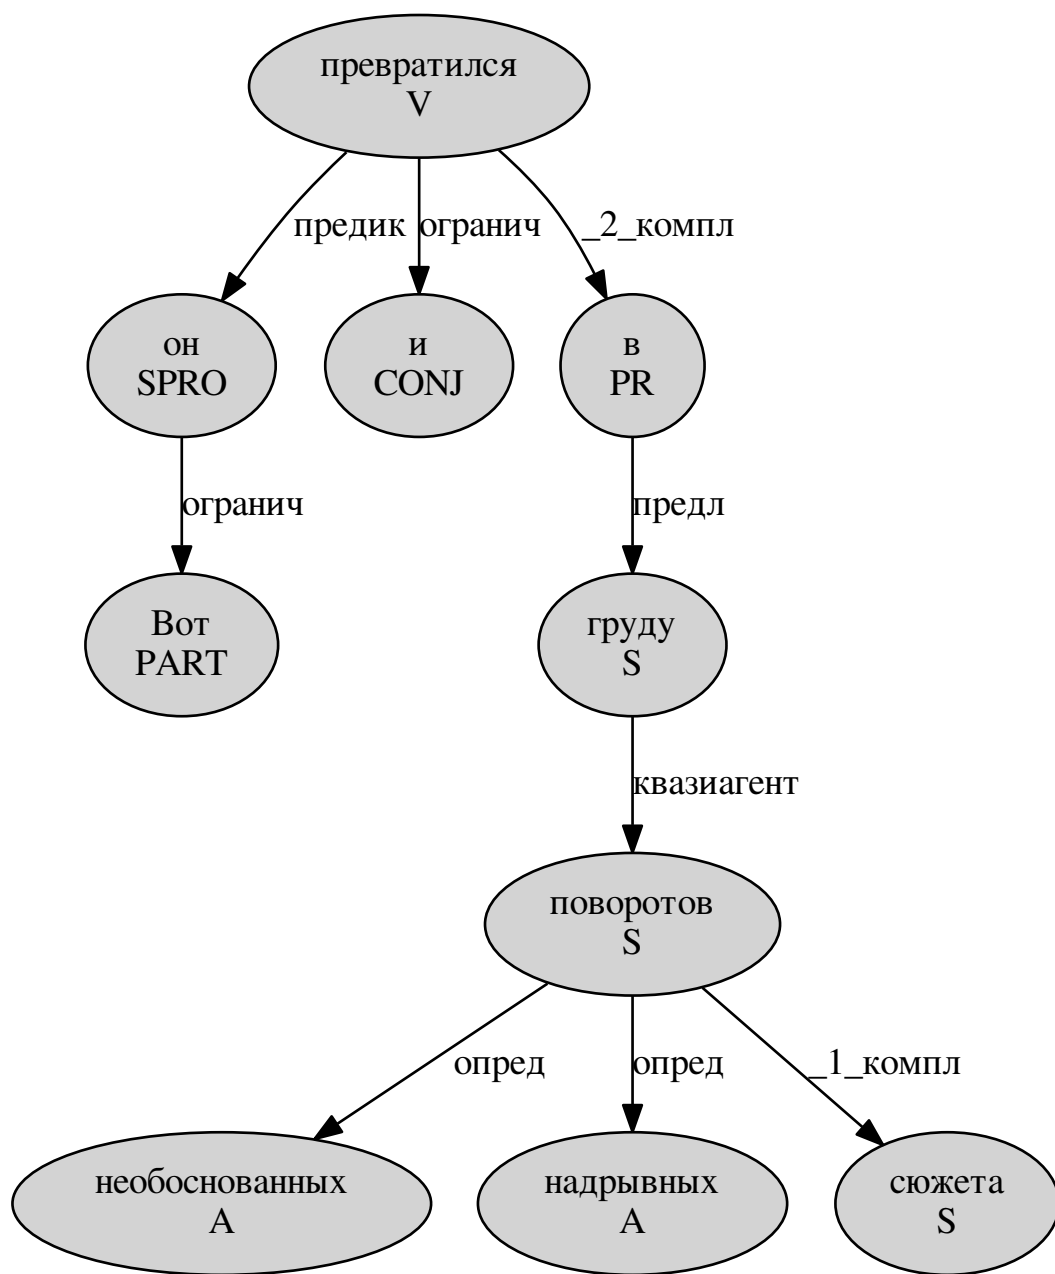 превратился
V
предик
огранич
_2_компл
он
SPRO
и
CONJ
в
PR
огранич
предл
Вот
PART
груду
S
квазиагент
поворотов
S
опред
опред
_1_компл
необоснованных
A
надрывных
A
сюжета
S